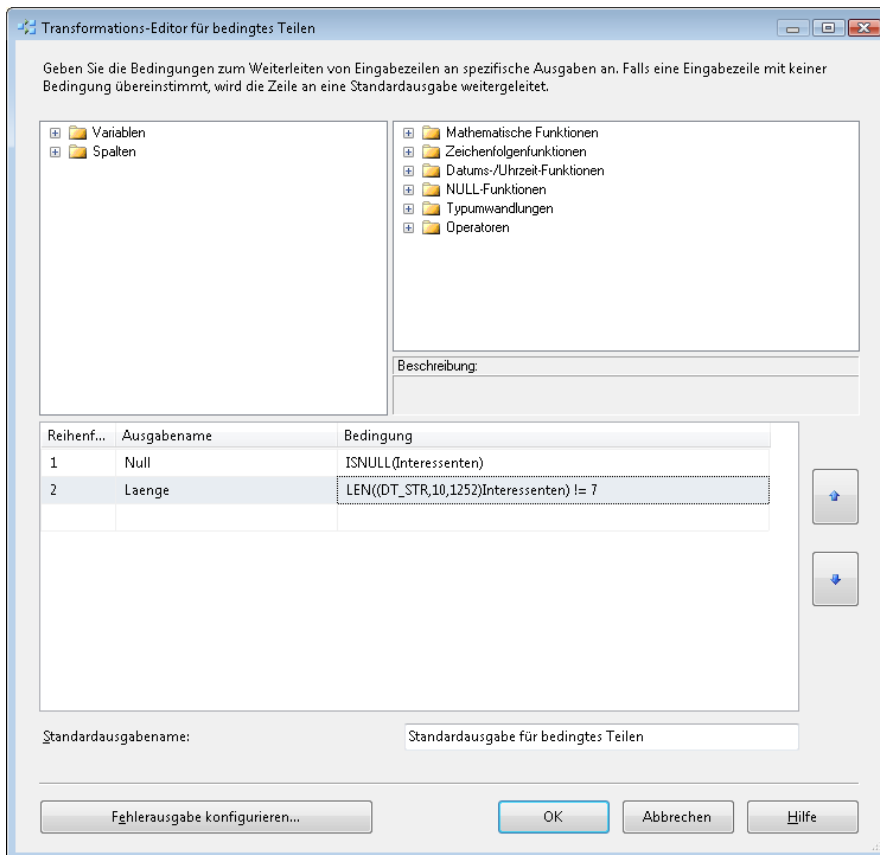 Transformations-Editor für bedingtes Teilen
Geben Sie die Bedingungen zum Weiterleiten von Eingabezeilen an spezifische Ausgaben an. Falls eine Eingabezeile mit keiner
Bedingung übereinstimmt, wird die Zeile an eine Standardausgabe weitergeleitet.
Variablen
Spalten
Mathematische Funktionen
Zeichenfolgenfunktionen
Datums-/Uhrzeit-Funktionen
NULL-Funktionen
Typumwandlungen
Operatoren
Beschreibung:
Reihenf... Ausgabename Bedingung
1 Null ISNULL(Interessenten)
2 Laenge LEN((DT_STR,10,1252)Interessenten) != 7
Standardausgabename: Standardausgabe für bedingtes Teilen
Fehlerausgabe konfigurieren... OK Abbrechen Hilfe